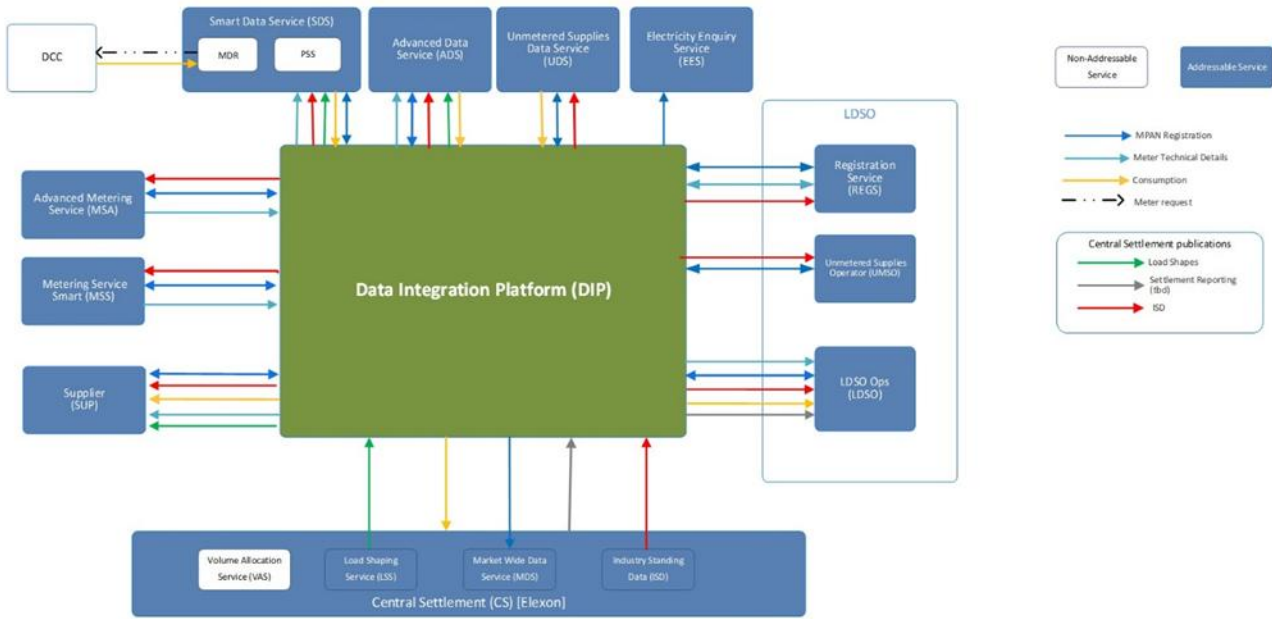 Smart Data Service (SDS)
MDR
PSS
DCC
Advanced Data
Service (ADS)
Unmetered Supplies
Data Service
(UDS)
Electricity Enquiry
Service
(EES)
Non-Addressable
Service
Addressable Service
LDSO
MPAN Registration
Meter Technical Details
Consumption
Meter request
Central Settlement publications
Load Shapes
Settlement Reporting
(tbd)
ISD
Advanced Metering
Service (MSA)
Metering Service
Smart (MSS)
Supplier
(SUP)
Data Integration Platform (DIP)
Registration
Service
(REGS)
Unmetered Supplies
Operator (UMSO)
LDSO Ops
(LDSO)
Volume Allocation
Service (VAS)
Load Shaping
Service (LSS)
Market Wide Data
Service (MDS)
Industry Standing
Data (ISD)
Central Settlement (CS) [Elexon]